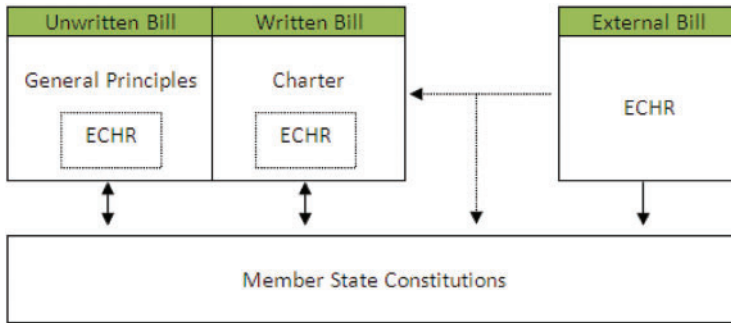 Unwritten Bill
Written Bill
External Bill
General Principles
Charter
ECHR
ECHR
ECHR
Member State Constitutions